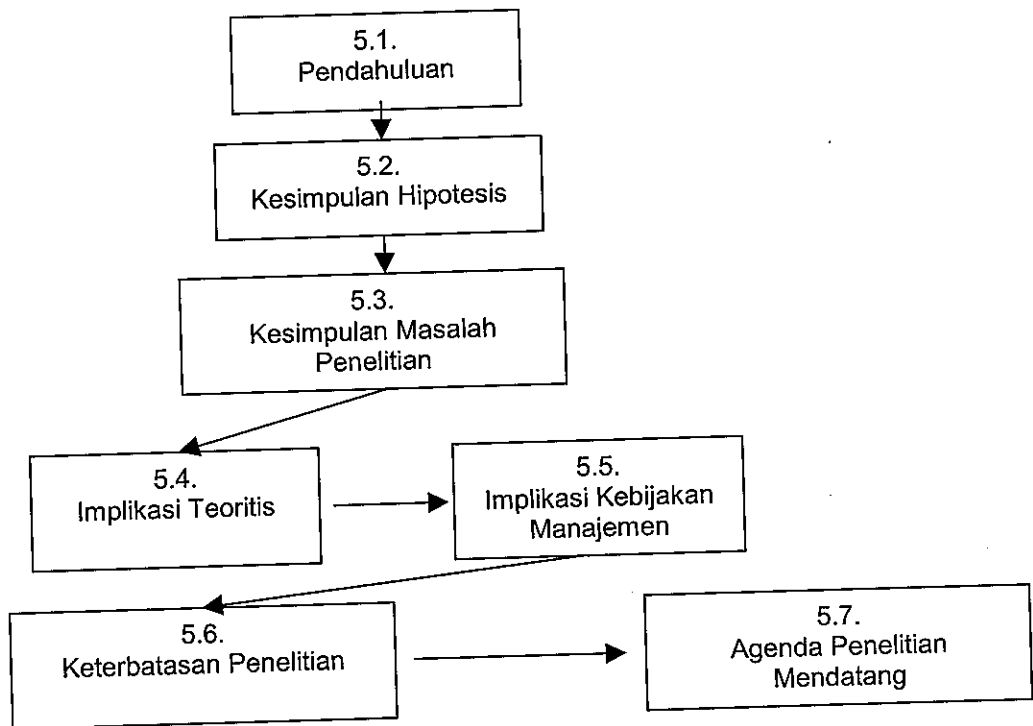 5.1.
Pendahuluan
5.2.
Kesimpulan Hipotesis
5.3.
Kesimpulan Masalah
Penelitian
5.4.
Implikasi Teoritis
5.5.
Implikasi Kebijakan
Manajemen
5.6.
Keterbatasan Penelitian
5.7.
Agenda Penelitian
Mendatang